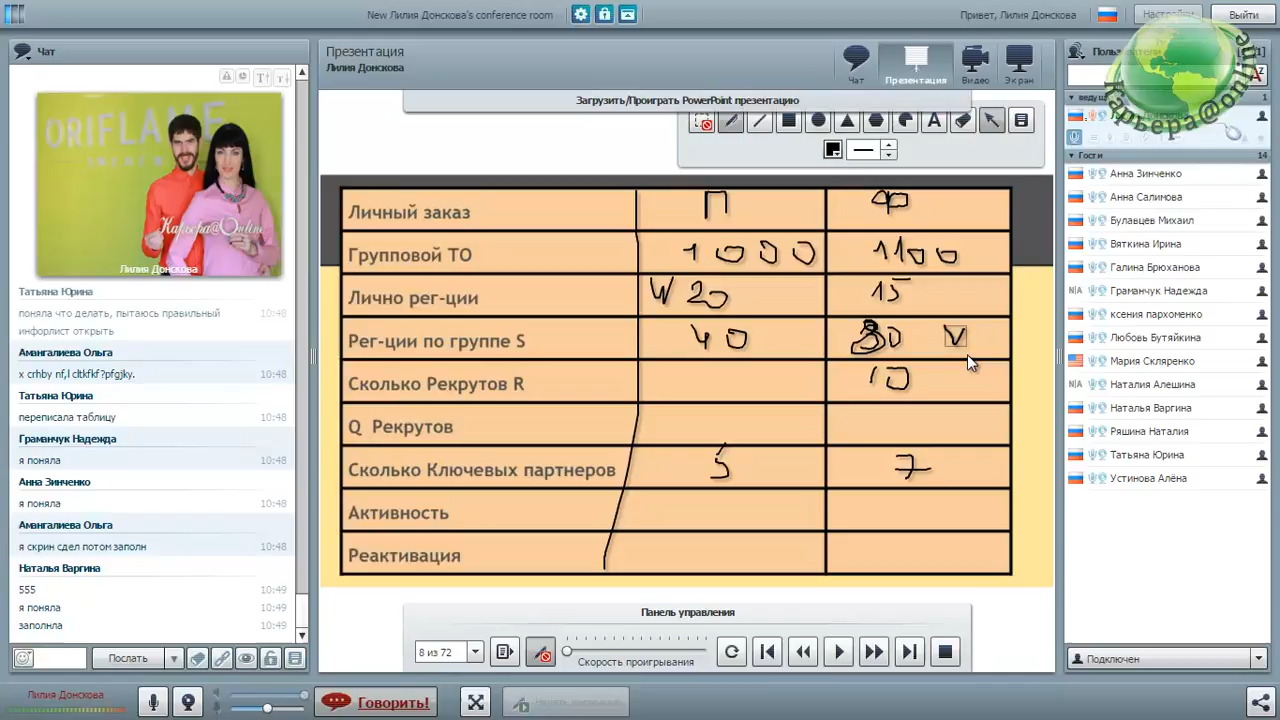 New Лилия Донскова's conference room
Привет, Лилия Донскова
Настройки
Выйти
Чат
ORIFLAME
Карьера@Online
Лилия Донскова
Татьяна Юрина
поняла что делать, пытаюсь правильный 10:48
инфорлист открыть
Амангалиева Ольга
х crhby nf,l cltkfkf?pfgjky. 10:48
Татьяна Юрина
переписала таблицу 10:48
Граманчук Надежда
я поняла 10:48
Анна Зинченко
я поняла 10:48
Амангалиева Ольга
я скрин сдел потом заполн 10:48
Наталья Варгина
555 10:49
я поняла 10:49
заполнла 10:49
Послать
Презентация
Лилия Донскова
Чат
Презентация
Видео
Экран
Загрузить/Проиграть PowerPoint презентацию
Личный заказ П Ф
Групповой ТО 1000 1100
Лично рег-ции W 20 15
Рег-ции по группе S 40 30 V
Сколько Рекрутов R 10
Q Рекрутов
Сколько Ключевых партнеров 5 7
Активность
Реактивация
Панель управления
8 из 72
Скорость проигрывания
карьера@online
ведущ 1
Гости 14
Анна Зинченко
Анна Салимова
Булавцев Михаил
Вяткина Ирина
Галина Брюханова
N/A Граманчук Надежда
ксения пархоменко
Любовь Бутяйкина
Мария Скляренко
N/A Наталия Алешина
Наталья Варгина
Ряшина Наталия
Татьяна Юрина
Устинова Алёна
Подключен
Лилия Донскова
Говорить!